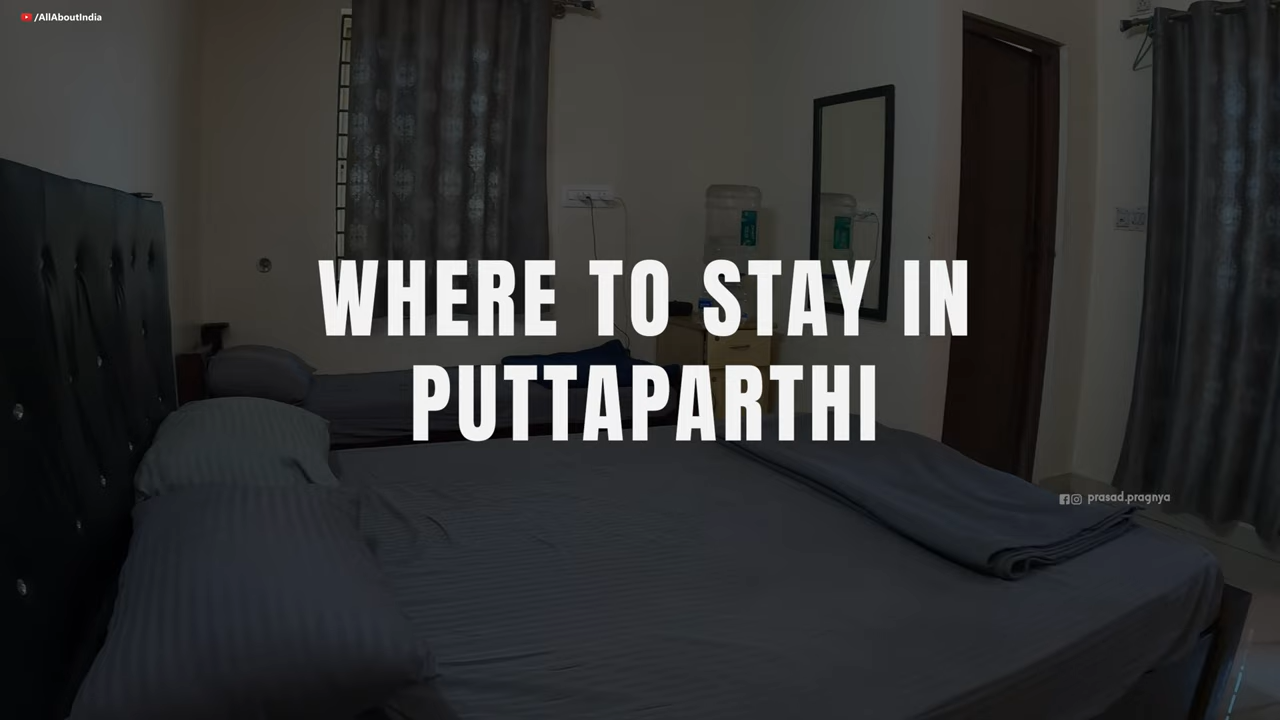 /AllAboutIndia
WHERE TO STAY IN
PUTTAPARTHI
prasad.pragnya